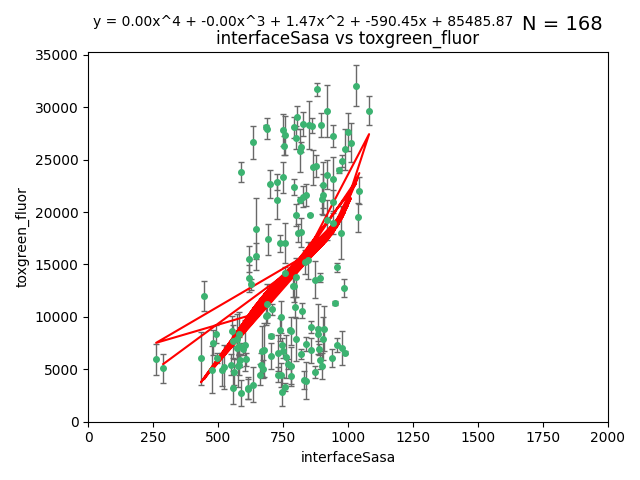 y = 0.00x^4 + -0.00x^3 + 1.47x^2 + -590.45x + 85485.87 N = 168
interfaceSasa vs toxgreen_fluor
35000
30000
25000
20000
15000
10000
5000
0
toxgreen_fluor
0 250 500 750 1000 1250 1500 1750 2000
interfaceSasa